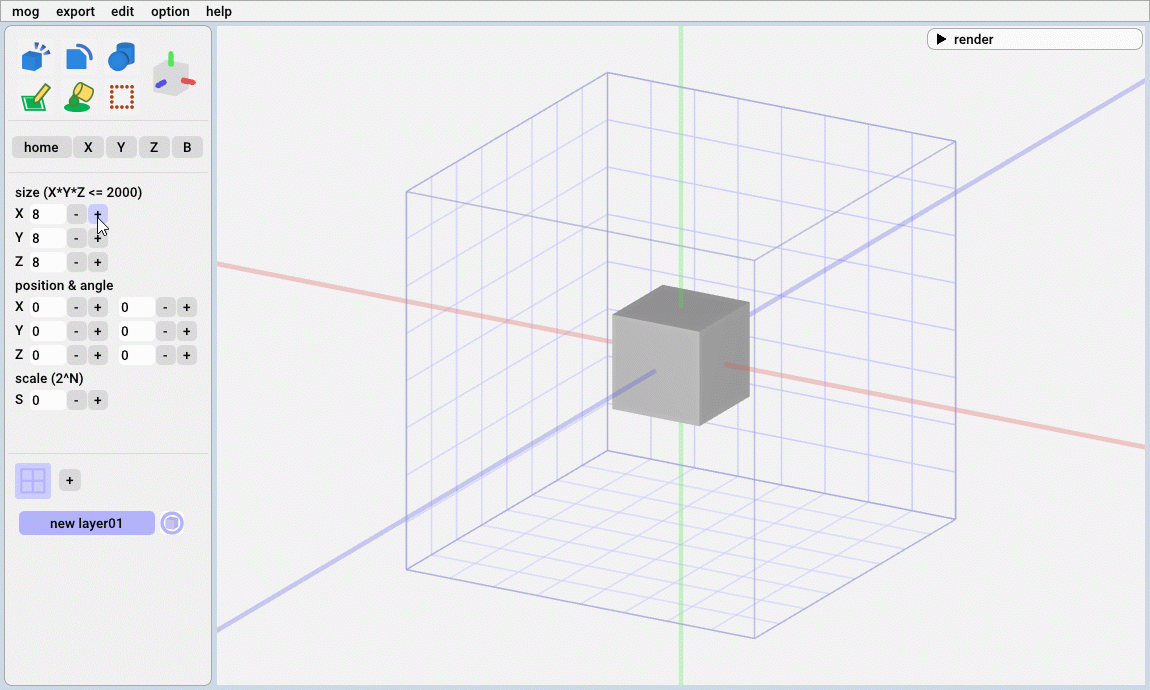 mog export edit option help
render
home X Y Z B
size (X*Y*Z <= 2000)
X 8 - +
Y 8 - +
Z 8 - +
position & angle
X 0 - + 0 - +
Y 0 - + 0 - +
Z 0 - + 0 - +
scale (2^N)
S 0 - +
+
new layer01